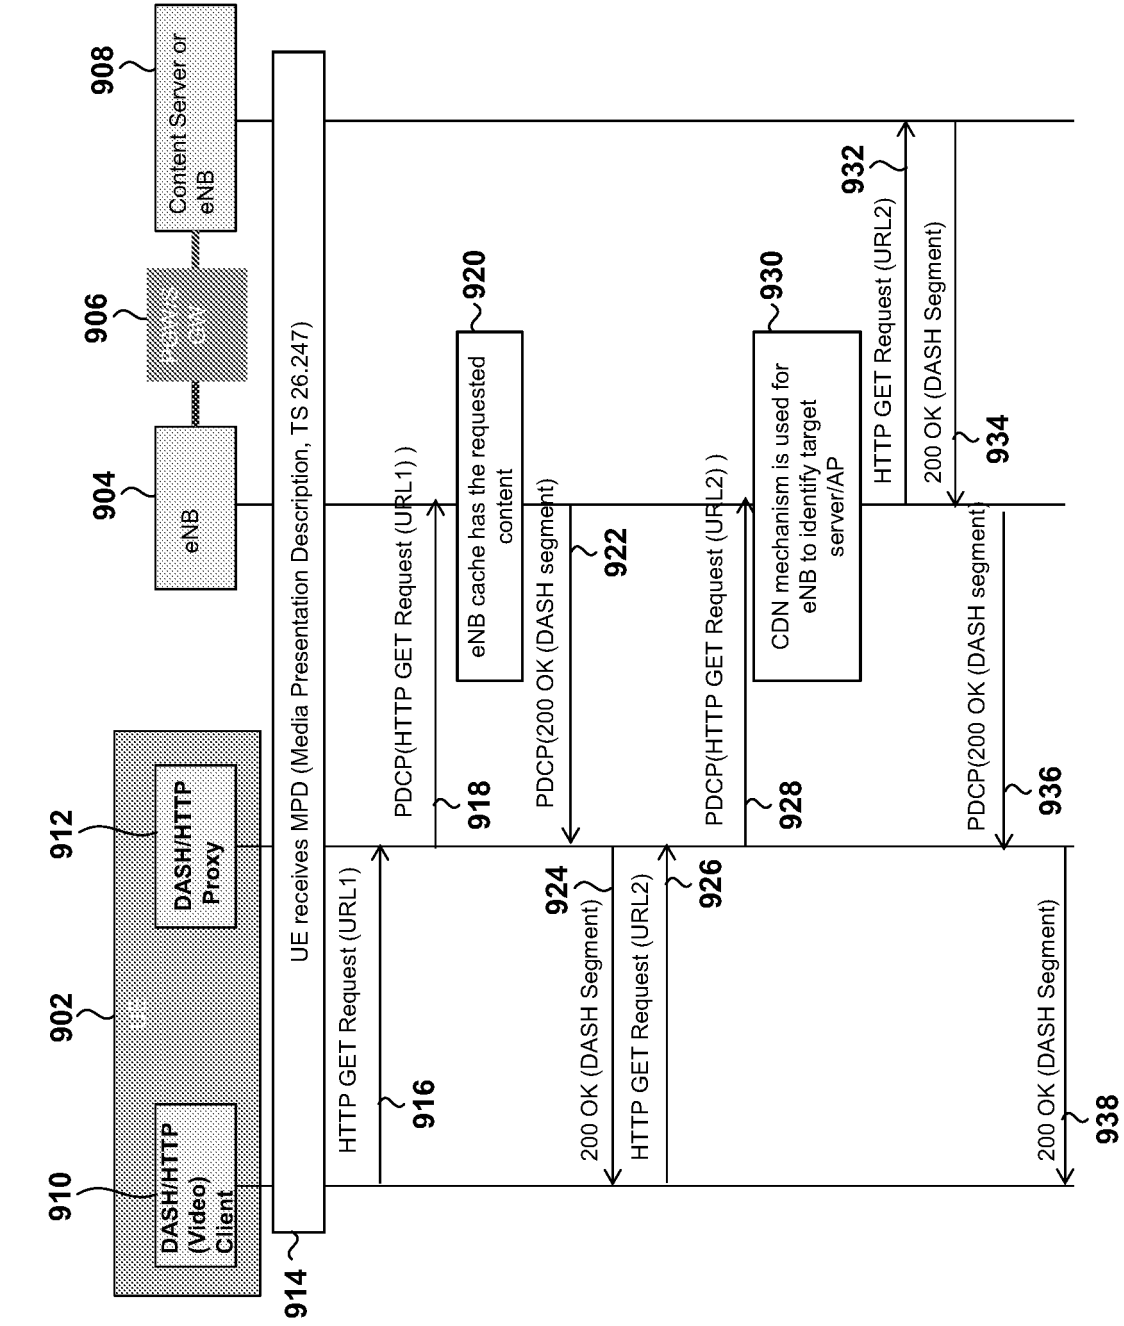 910
DASH/HTTP
(Video)
Client
902
UE
912
DASH/HTTP
Proxy
904
eNB
906
908
Content Server or
eNB
914
UE receives MPD (Media Presentation Description, TS 26.247)
HTTP GET Request (URL1)
916
PDCP(HTTP GET Request (URL1) )
918
920
eNB cache has the requested
content
PDCP(200 OK (DASH segment)
922
924
200 OK (DASH Segment)
HTTP GET Request (URL2)
926
PDCP(HTTP GET Request (URL2) )
928
930
CDN mechanism is used for
eNB to identify target
server/AP
932
HTTP GET Request (URL2)
200 OK (DASH Segment)
934
PDCP(200 OK (DASH segment)
936
200 OK (DASH Segment)
938